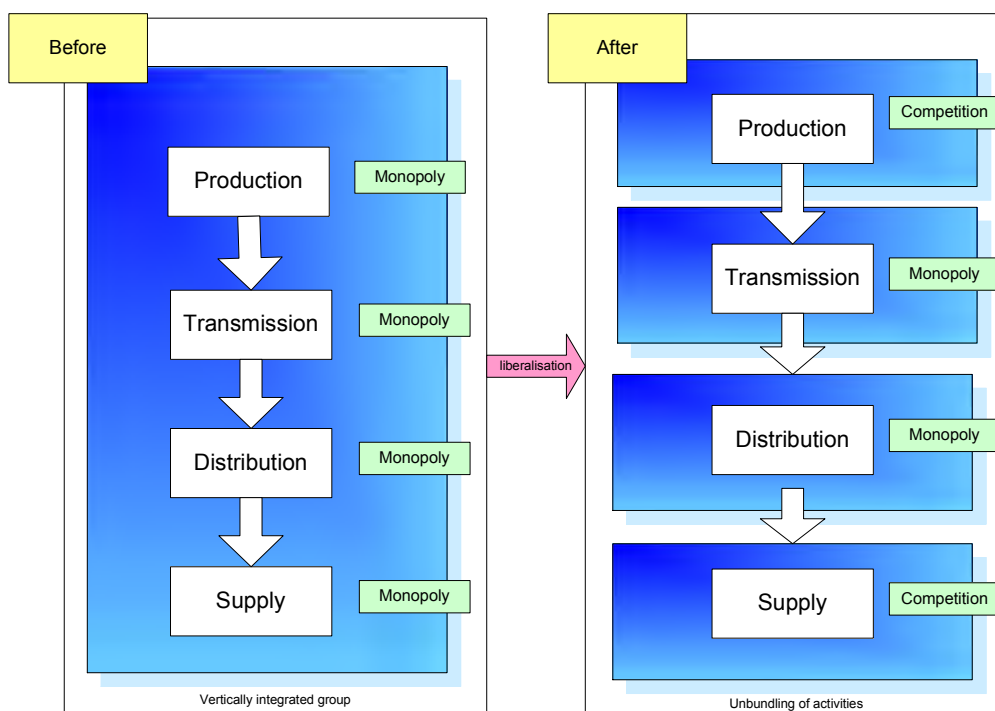 Before
Production
Monopoly
Transmission
Monopoly
Distribution
Monopoly
Supply
Monopoly
Vertically integrated group
liberalisation
After
Production
Competition
Transmission
Monopoly
Distribution
Monopoly
Supply
Competition
Unbundling of activities